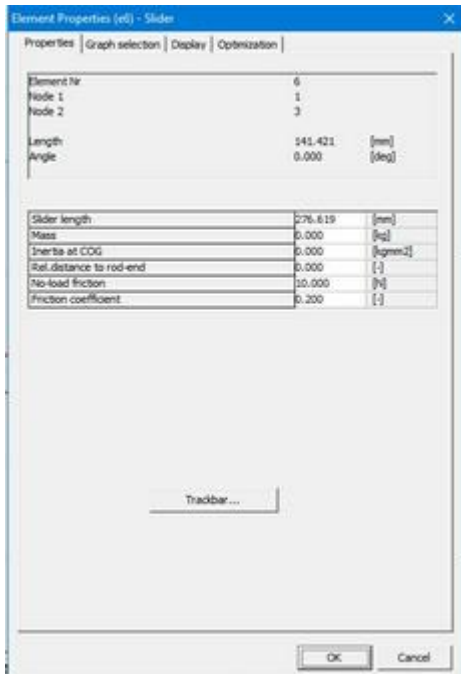 Element Properties (e6) - Slider
Properties Graph selection Display Optimization
Element Nr 6
Node 1 1
Node 2 3
Length 141.421 [mm]
Angle 0.000 [deg]
Slider length 276.619 [mm]
Mass 0.000 [kg]
Inertia at COG 0.000 [kgmm2]
Rel.distance to rod-end 0.000 [-]
No-load friction 10.000 [N]
Friction coefficient 0.200 [-]
Trackbar...
OK Cancel